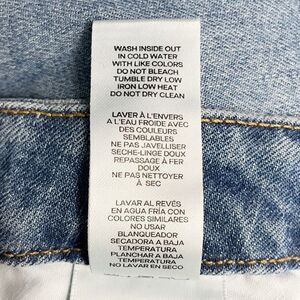 WASH INSIDE OUT
IN COLD WATER
WITH LIKE COLORS
DO NOT BLEACH
TUMBLE DRY LOW
IRON LOW HEAT
DO NOT DRY CLEAN
LAVER À L'ENVERS
A L'EAU FROIDE AVEC
DES COULEURS
SEMBLABLES
NE PAS JAVELLISER
SÈCHE-LINGE DOUX
REPASSAGE À FER
DOUX
NE PAS NETTOYER
À SEC
LAVAR AL REVÉS
EN AGUA FRÍA CON
COLORES SIMILARES
NO USAR
BLANQUEADOR
SECADORA A BAJA
TEMPERATURA
PLANCHAR A BAJA
TEMPERATURA
NO LAVAR EN SECO